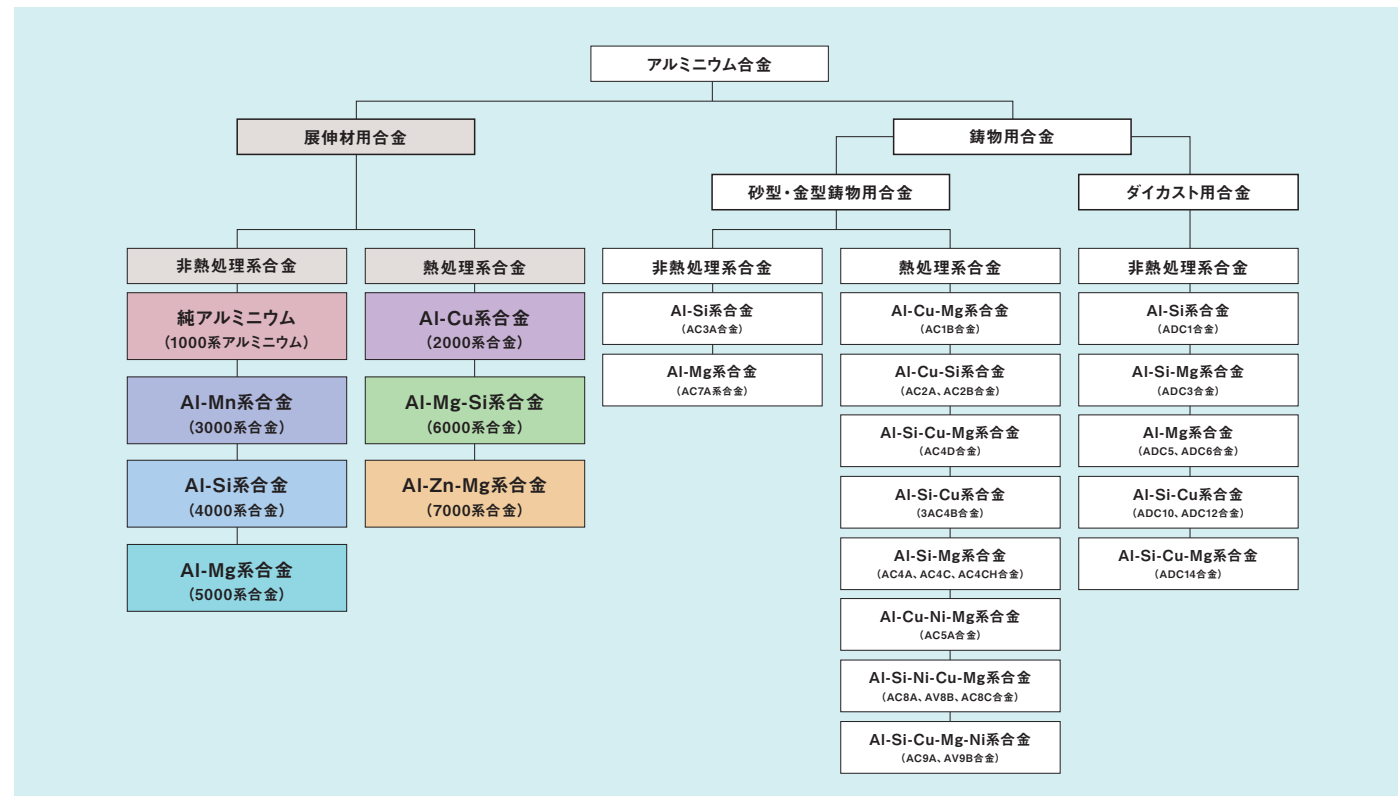 アルミニウム合金
展伸材用合金
鋳物用合金
砂型・金型鋳物用合金
ダイカスト用合金
非熱処理系合金
純アルミニウム
(1000系アルミニウム)
Al-Mn系合金
(3000系合金)
Al-Si系合金
(4000系合金)
Al-Mg系合金
(5000系合金)
熱処理系合金
Al-Cu系合金
(2000系合金)
Al-Mg-Si系合金
(6000系合金)
Al-Zn-Mg系合金
(7000系合金)
非熱処理系合金
Al-Si系合金
(AC3A合金)
Al-Mg系合金
(AC7A系合金)
熱処理系合金
Al-Cu-Mg系合金
(AC1B合金)
Al-Cu-Si系合金
(AC2A、AC2B合金)
Al-Si-Cu-Mg系合金
(AC4D合金)
Al-Si-Cu系合金
(3AC4B合金)
Al-Si-Mg系合金
(AC4A、AC4C、AC4CH合金)
Al-Cu-Ni-Mg系合金
(AC5A合金)
Al-Si-Ni-Cu-Mg系合金
(AC8A、AV8B、AC8C合金)
Al-Si-Cu-Mg-Ni系合金
(AC9A、AV9B合金)
非熱処理系合金
Al-Si系合金
(ADC1合金)
Al-Si-Mg系合金
(ADC3合金)
Al-Mg系合金
(ADC5、ADC6合金)
Al-Si-Cu系合金
(ADC10、ADC12合金)
Al-Si-Cu-Mg系合金
(ADC14合金)